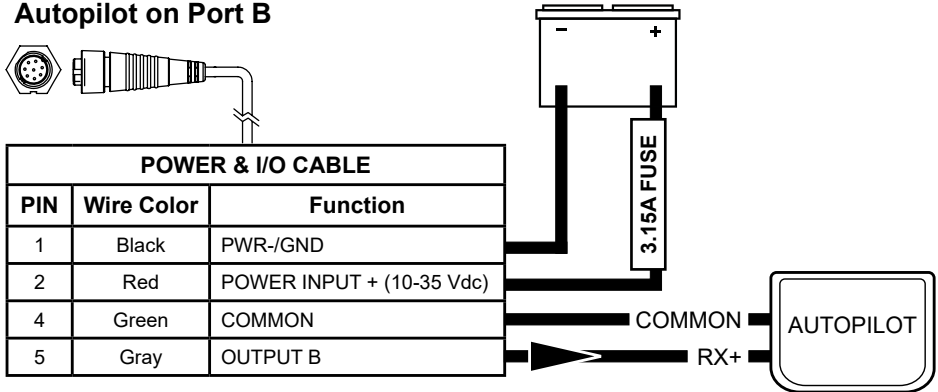 Autopilot on Port B
- +
3.15A FUSE
POWER & I/O CABLE
PIN Wire Color Function
1 Black PWR-/GND
2 Red POWER INPUT + (10-35 Vdc)
4 Green COMMON
5 Gray OUTPUT B
COMMON
RX+
AUTOPILOT